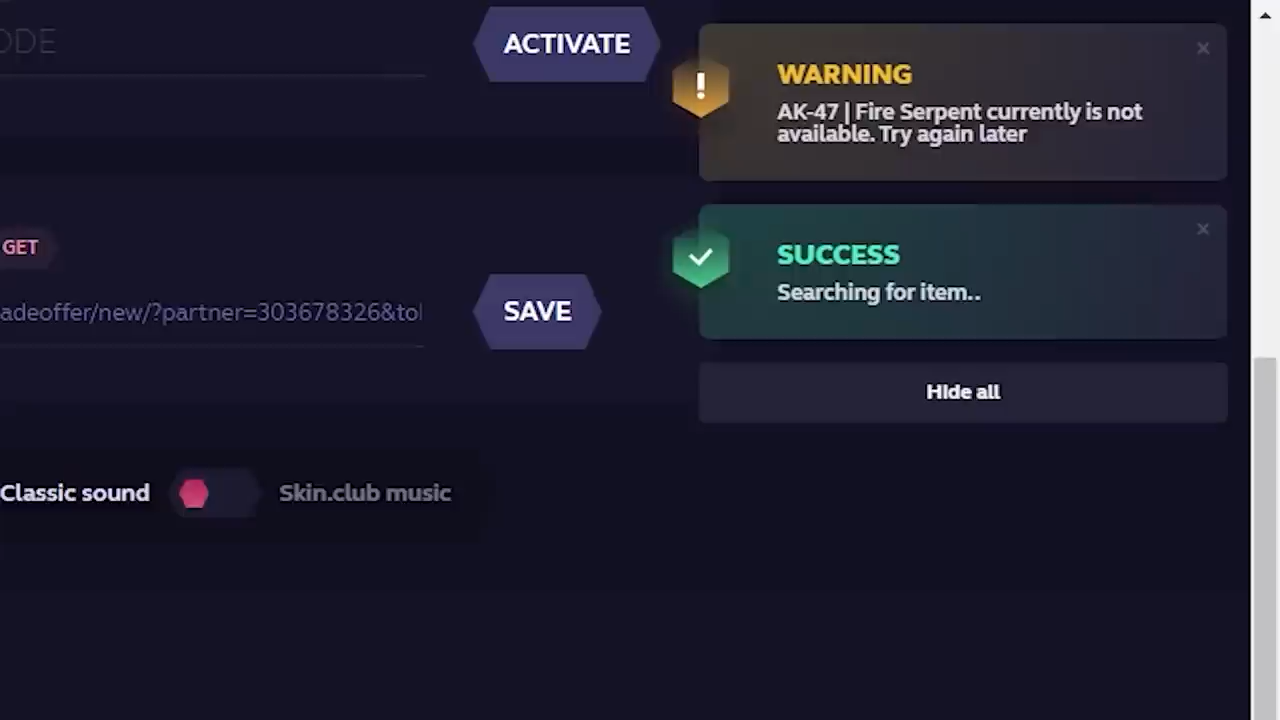 ODE
ACTIVATE
WARNING
AK-47 | Fire Serpent currently is not
available. Try again later
GET
SUCCESS
Searching for item..
adeoffer/new/?partner=303678326&to
SAVE
HIde all
Classic sound
Skin.club music